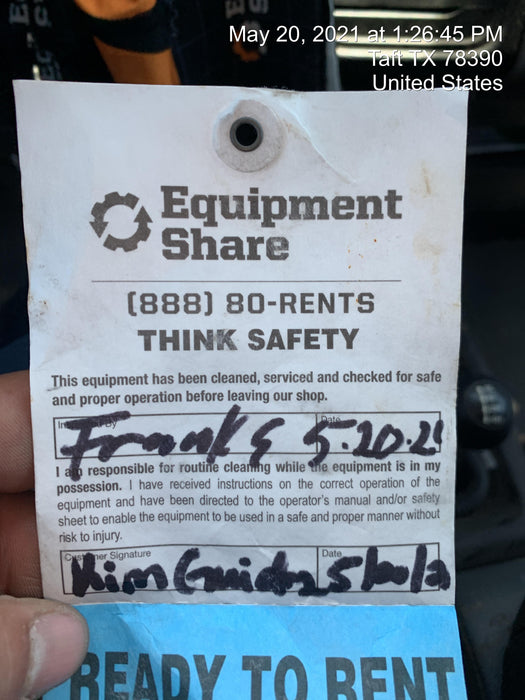 May 20, 2021 at 1:26:45 PM
Taft TX 78390
United States
Equipment
Share
(888) 80-RENTS
THINK SAFETY
This equipment has been cleaned, serviced and checked for safe
and proper operation before leaving our shop.
By Date
Frank G 5-20-21
I am responsible for routine cleaning while the equipment is in my
possession. I have received instructions on the correct operation of the
equipment and have been directed to the operator's manual and/or safety
sheet to enable the equipment to be used in a safe and proper manner without
risk to injury.
Customer Signature Date
Kim
READY TO RENT